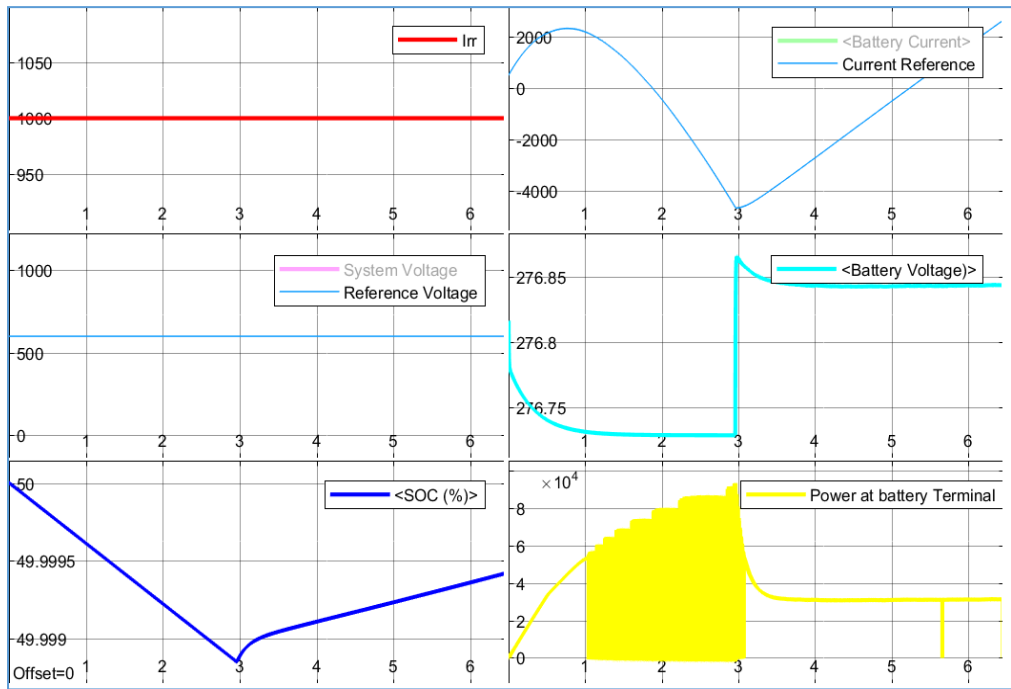 Irr
1050
1000
950
1 2 3 4 5 6
<Battery Current>
Current Reference
2000
0
-2000
-4000
1 2 3 4 5 6
System Voltage
Reference Voltage
1000
500
0
1 2 3 4 5 6
<Battery Voltage)>
276.85
276.8
276.75
1 2 3 4 5 6
<SOC (%)>
50
49.9995
49.999
1 2 3 4 5 6
Offset=0
×10⁴
Power at battery Terminal
8
6
4
2
0
1 2 3 4 5 6